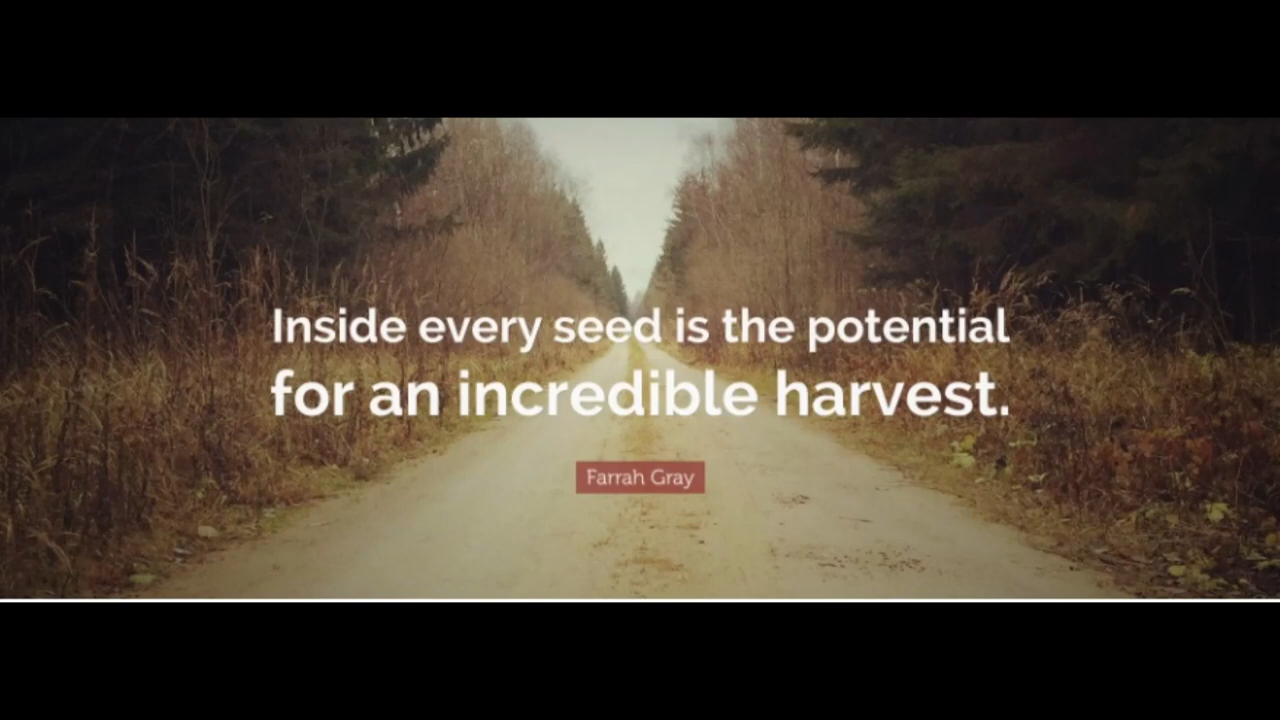 Inside every seed is the potential
for an incredible harvest.
Farrah Gray